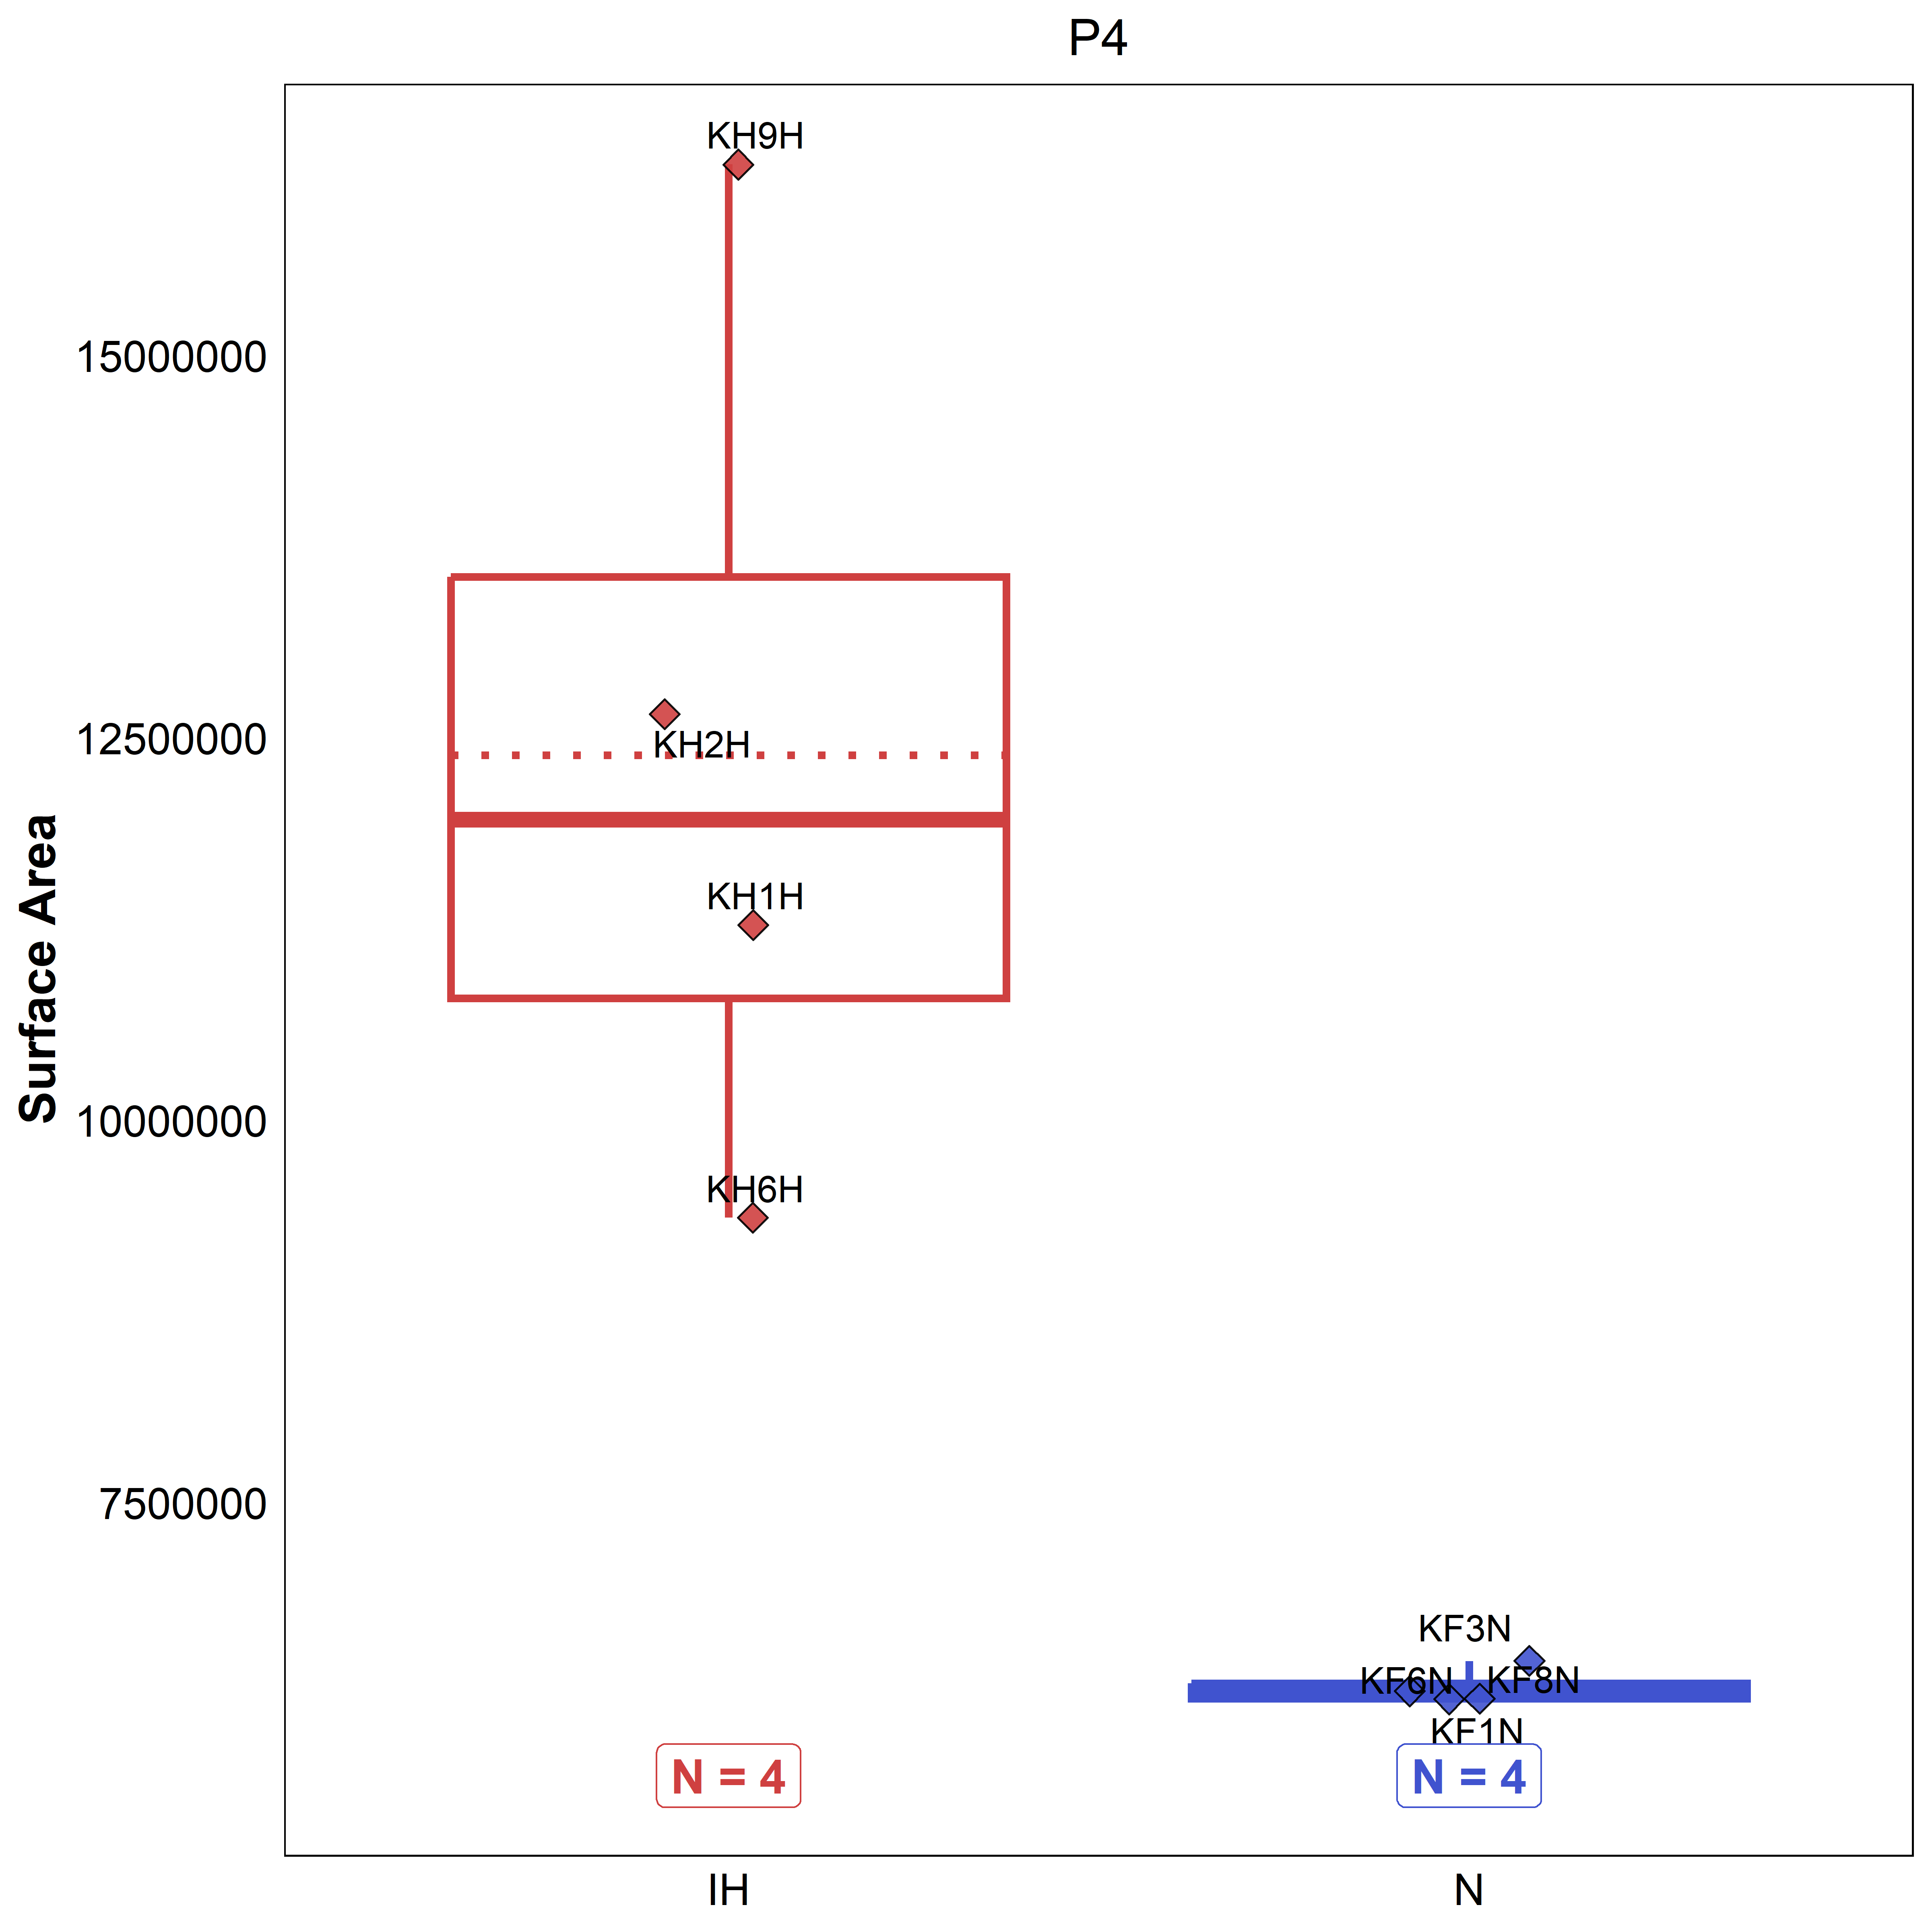 P4
KH9H
15000000
12500000
KH2H
Surface Area
KH1H
10000000
KH6H
7500000
KF3N
KF6N
KF8N
KF1N
N = 4
N = 4
IH
N